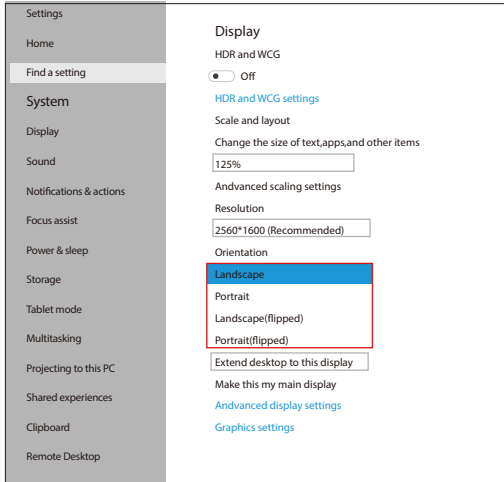 Settings
Home
Find a setting
System
Display
Sound
Notifications & actions
Focus assist
Power & sleep
Storage
Tablet mode
Multitasking
Projecting to this PC
Shared experiences
Clipboard
Remote Desktop
Display
HDR and WCG
Off
HDR and WCG settings
Scale and layout
Change the size of text,apps,and other items
125%
Andvanced scaling settings
Resolution
2560*1600 (Recommended)
Orientation
Landscape
Portrait
Landscape(flipped)
Portrait(flipped)
Extend desktop to this display
Make this my main display
Andvanced display settings
Graphics settings